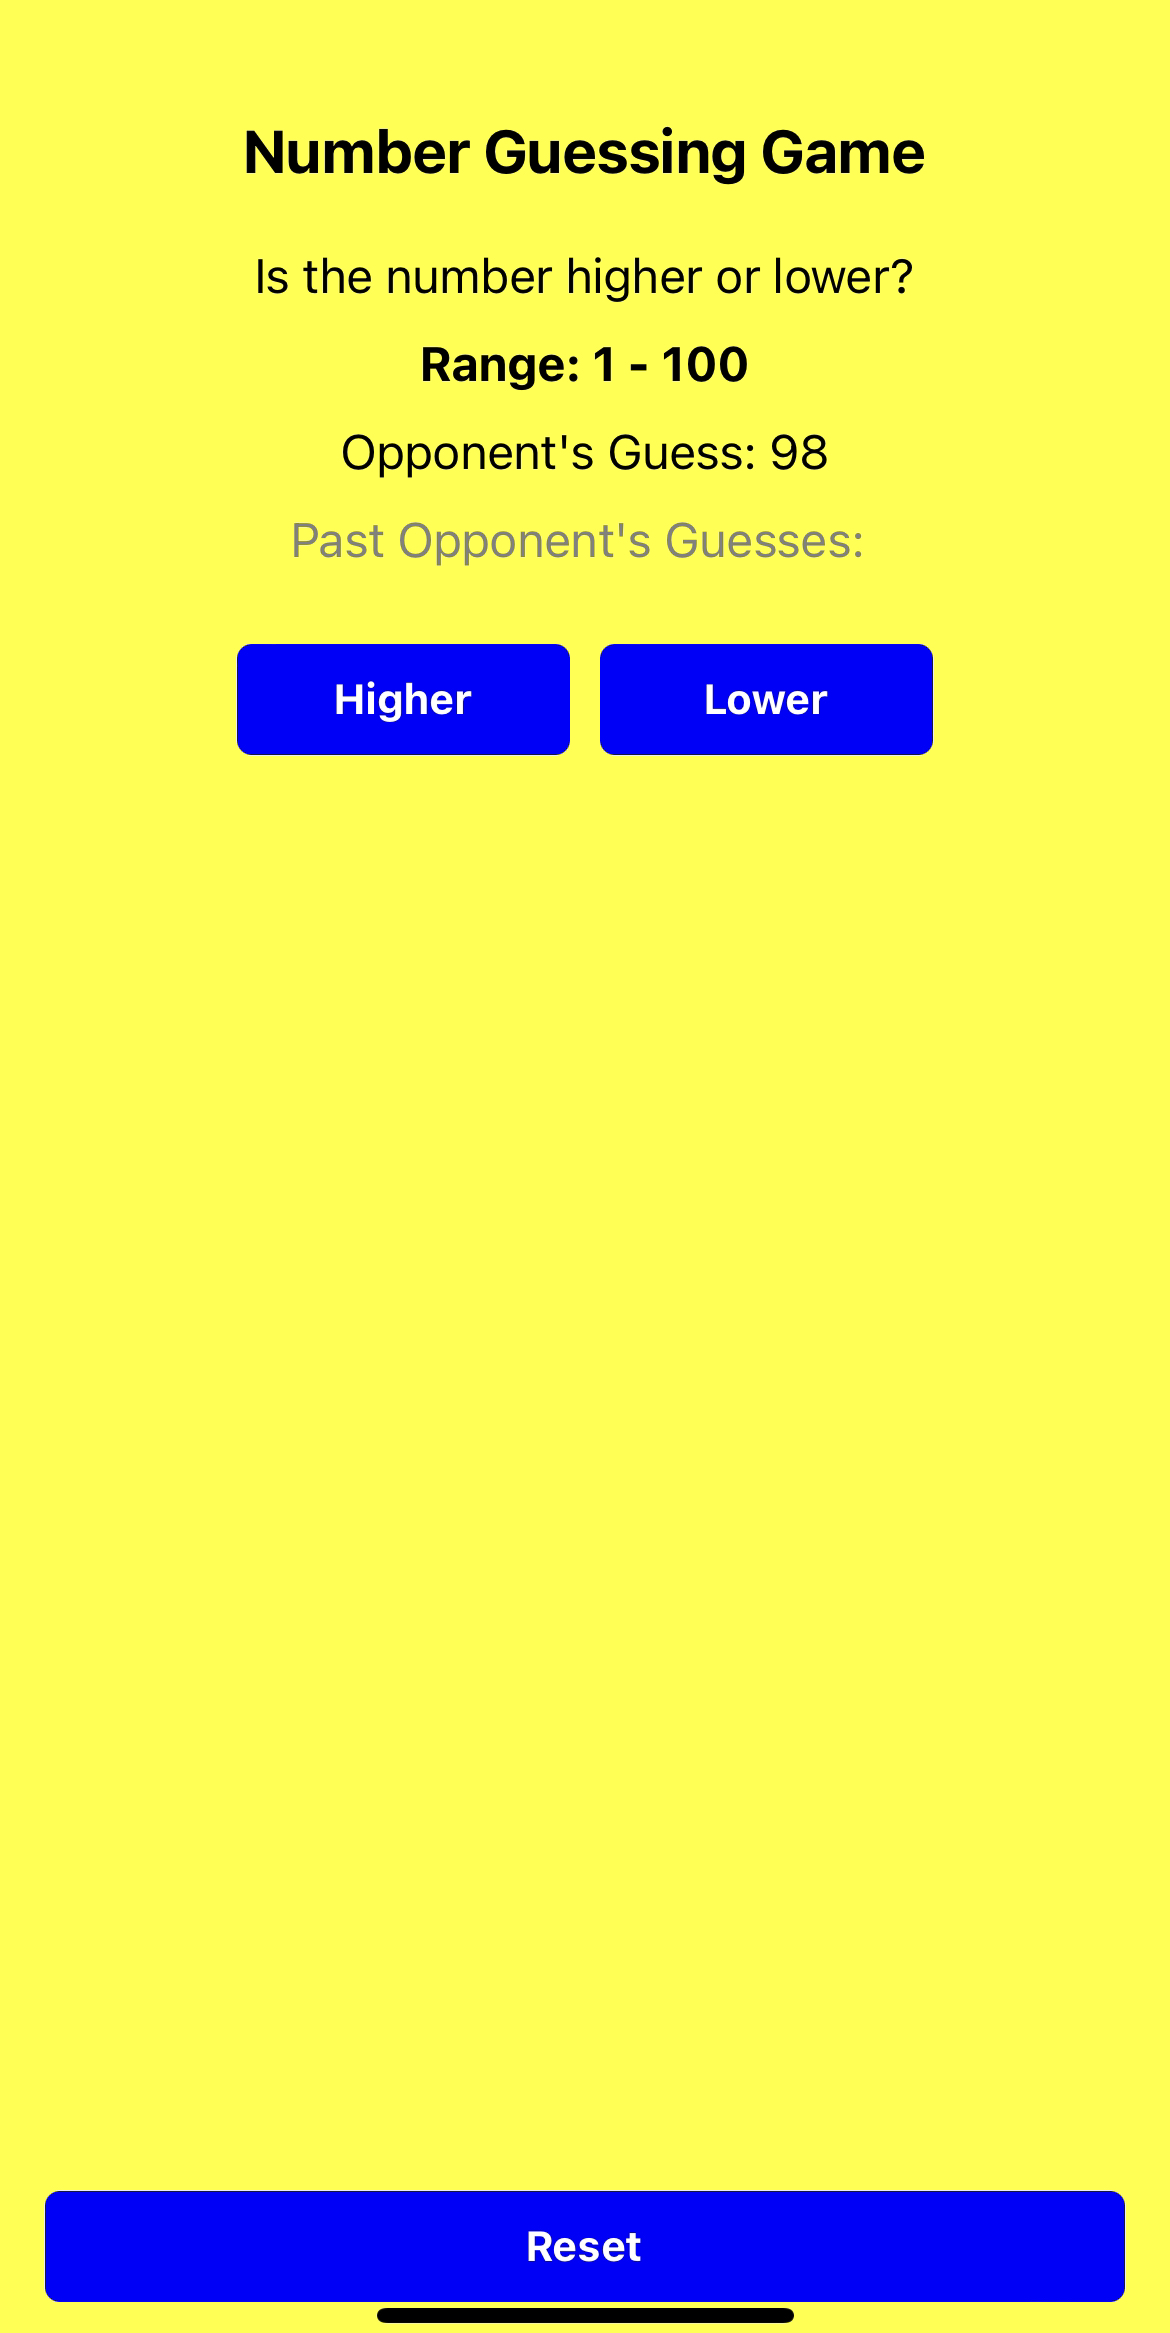 Number Guessing Game
Is the number higher or lower?
Range: 1 - 100
Opponent's Guess: 98
Past Opponent's Guesses:
Higher
Lower
Reset